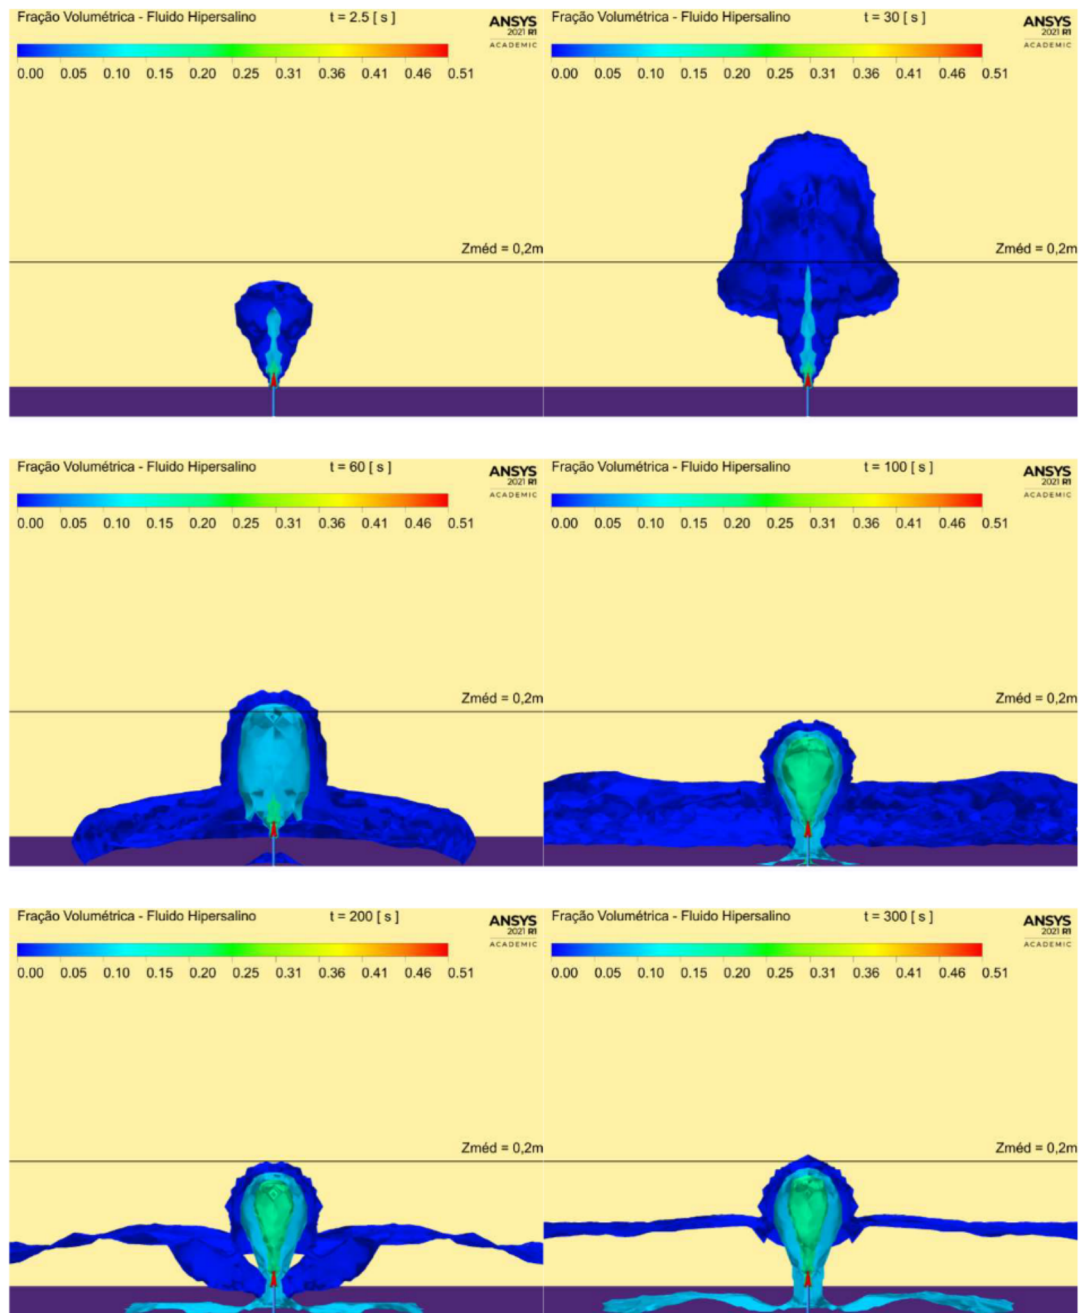 Fração Volumétrica - Fluido Hipersalino t = 2.5 [ s ]
ANSYS
2021 R1
ACADEMIC
0.00 0.05 0.10 0.15 0.20 0.25 0.31 0.36 0.41 0.46 0.51
Zméd = 0,2m
Fração Volumétrica - Fluido Hipersalino t = 30 [ s ]
ANSYS
2021 R1
ACADEMIC
0.00 0.05 0.10 0.15 0.20 0.25 0.31 0.36 0.41 0.46 0.51
Zméd = 0,2m
Fração Volumétrica - Fluido Hipersalino t = 60 [ s ]
ANSYS
2021 R1
ACADEMIC
0.00 0.05 0.10 0.15 0.20 0.25 0.31 0.36 0.41 0.46 0.51
Zméd = 0,2m
Fração Volumétrica - Fluido Hipersalino t = 100 [ s ]
ANSYS
2021 R1
ACADEMIC
0.00 0.05 0.10 0.15 0.20 0.25 0.31 0.36 0.41 0.46 0.51
Zméd = 0,2m
Fração Volumétrica - Fluido Hipersalino t = 200 [ s ]
ANSYS
2021 R1
ACADEMIC
0.00 0.05 0.10 0.15 0.20 0.25 0.31 0.36 0.41 0.46 0.51
Zméd = 0,2m
Fração Volumétrica - Fluido Hipersalino t = 300 [ s ]
ANSYS
2021 R1
ACADEMIC
0.00 0.05 0.10 0.15 0.20 0.25 0.31 0.36 0.41 0.46 0.51
Zméd = 0,2m